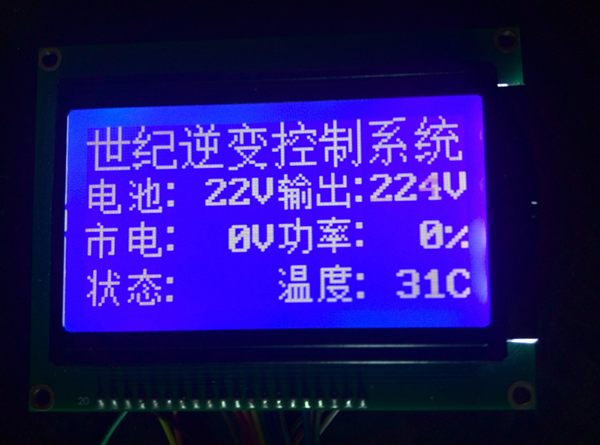 世纪逆变控制系统
电池: 22V输出:224V
市电: 0V功率: 0%
状态: 温度: 31C
20